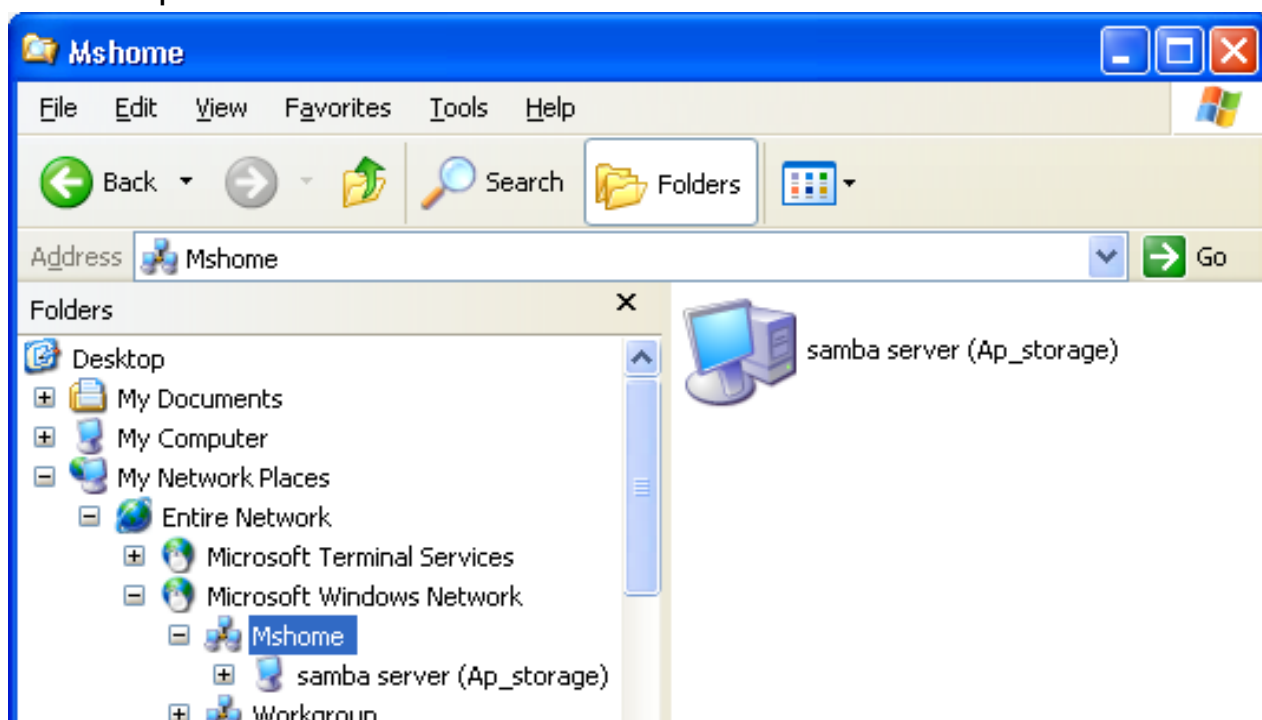 Mshome
File Edit View Favorites Tools Help
Back Search Folders
Address Mshome Go
Folders
samba server (Ap_storage)
Desktop
My Documents
My Computer
My Network Places
Entire Network
Microsoft Terminal Services
Microsoft Windows Network
Mshome
samba server (Ap_storage)
Workgroup